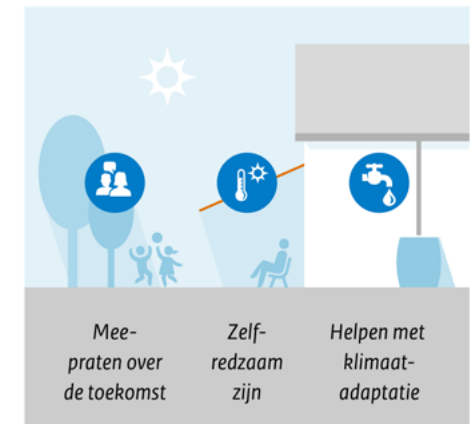 Mee-
praten over
de toekomst
Zelf-
redzaam
zijn
Helpen met
klimaat-
adaptatie